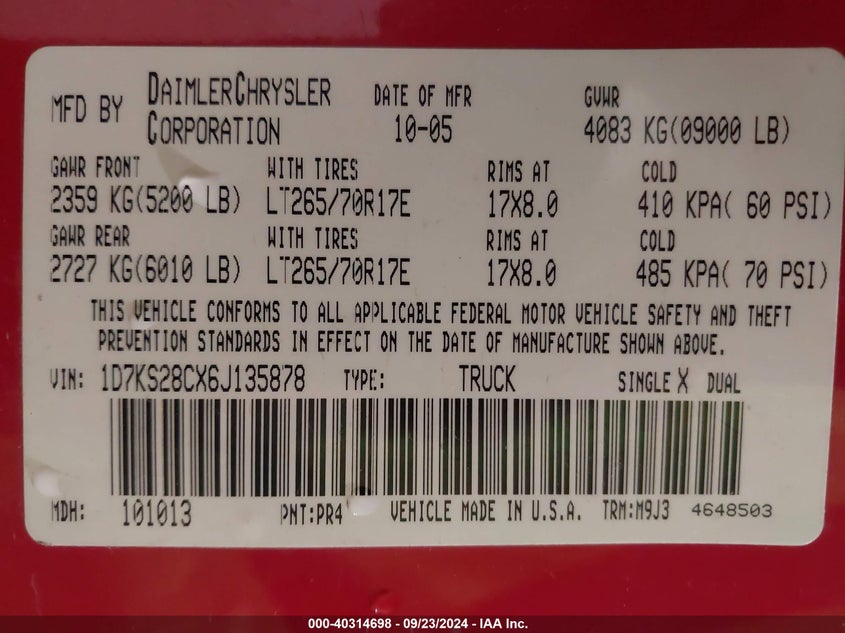 MFD BY DAIMLERCHRYSLER CORPORATION DATE OF MFR 10-05 GVWR 4083 KG(09000 LB)
GAWR FRONT WITH TIRES RIMS AT COLD
2359 KG(5200 LB) LT265/70R17E 17X8.0 410 KPA( 60 PSI)
GAWR REAR WITH TIRES RIMS AT COLD
2727 KG(6010 LB) LT265/70R17E 17X8.0 485 KPA( 70 PSI)
THIS VEHICLE CONFORMS TO ALL APPLICABLE FEDERAL MOTOR VEHICLE SAFETY AND THEFT
PREVENTION STANDARDS IN EFFECT ON THE DATE OF MANUFACTURE SHOWN ABOVE.
VIN: 1D7KS28CX6J135878 TYPE: TRUCK SINGLE X DUAL
MDH: 101013 PNT:PR4 VEHICLE MADE IN U.S.A. TRM:M9J3 4648503
000-40314698 - 09/23/2024 - IAA Inc.